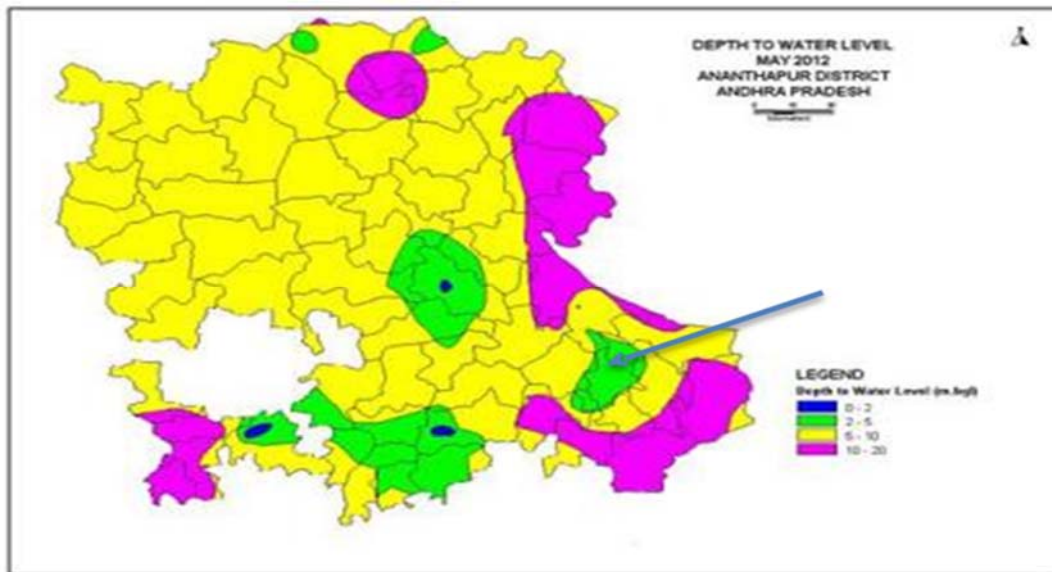 DEPTH TO WATER LEVEL
MAY 2012
ANANTHAPUR DISTRICT
ANDHRA PRADESH
LEGEND
Depth to Water Level (m.bgl)
0 - 2
2 - 5
5 - 10
10 - 20